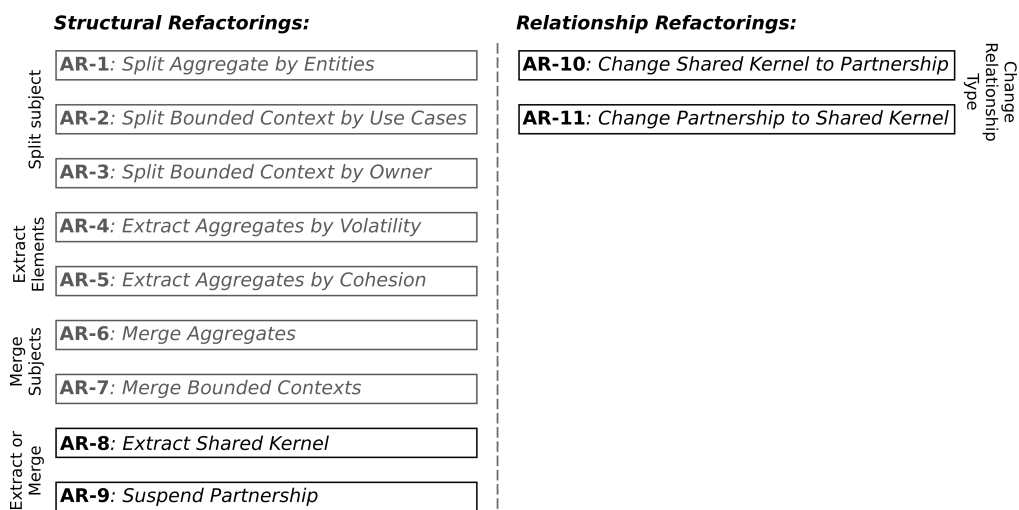 Structural Refactorings:
Split subject
AR-1: Split Aggregate by Entities
AR-2: Split Bounded Context by Use Cases
AR-3: Split Bounded Context by Owner
Extract
Elements
AR-4: Extract Aggregates by Volatility
AR-5: Extract Aggregates by Cohesion
Merge
Subjects
AR-6: Merge Aggregates
AR-7: Merge Bounded Contexts
Extract or
Merge
AR-8: Extract Shared Kernel
AR-9: Suspend Partnership
Relationship Refactorings:
AR-10: Change Shared Kernel to Partnership
AR-11: Change Partnership to Shared Kernel
Change
Relationship
Type